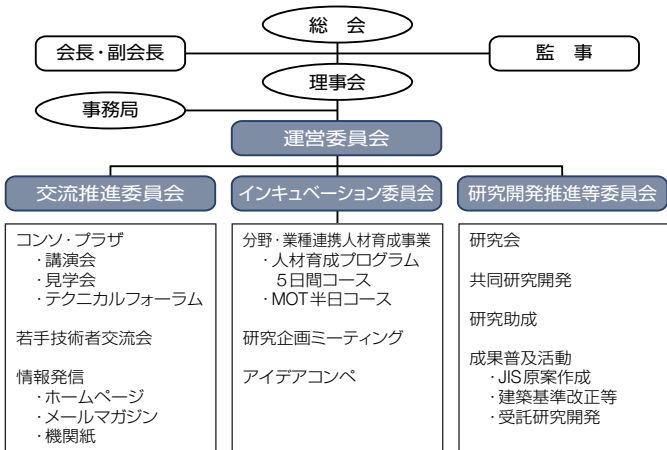 総　会
会長・副会長
監　事
理事会
事務局
運営委員会
交流推進委員会
インキュベーション委員会
研究開発推進等委員会
コンソ・プラザ
・講演会
・見学会
・テクニカルフォーラム
若手技術者交流会
情報発信
・ホームページ
・メールマガジン
・機関紙
分野・業種連携人材育成事業
・人材育成プログラム
５日間コース
・MOT半日コース
研究企画ミーティング
アイデアコンペ
研究会
共同研究開発
研究助成
成果普及活動
・JIS原案作成
・建築基準改正等
・受託研究開発